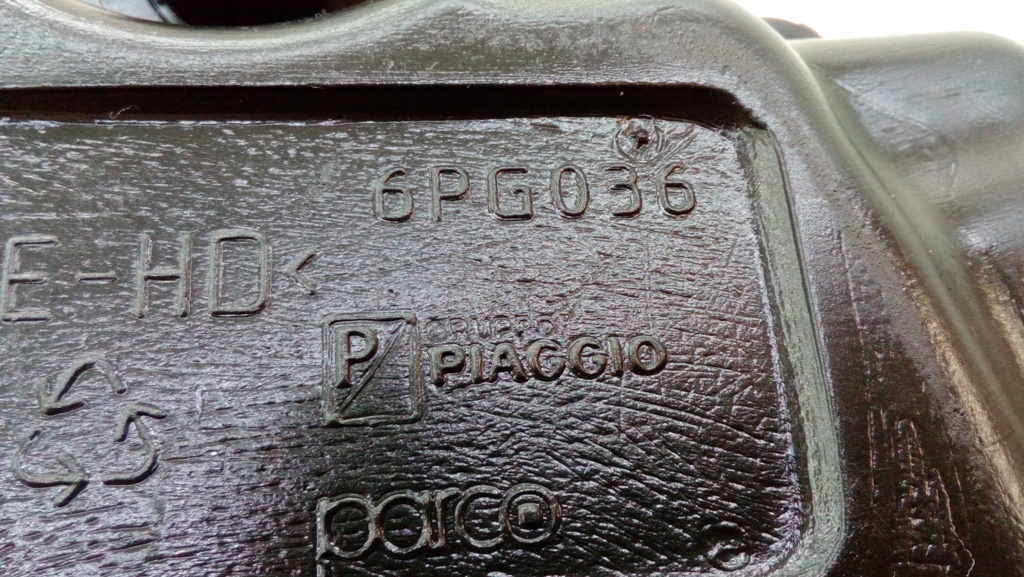 6PG036
E-HD<
P GRUPPO
PIAGGIO
parco